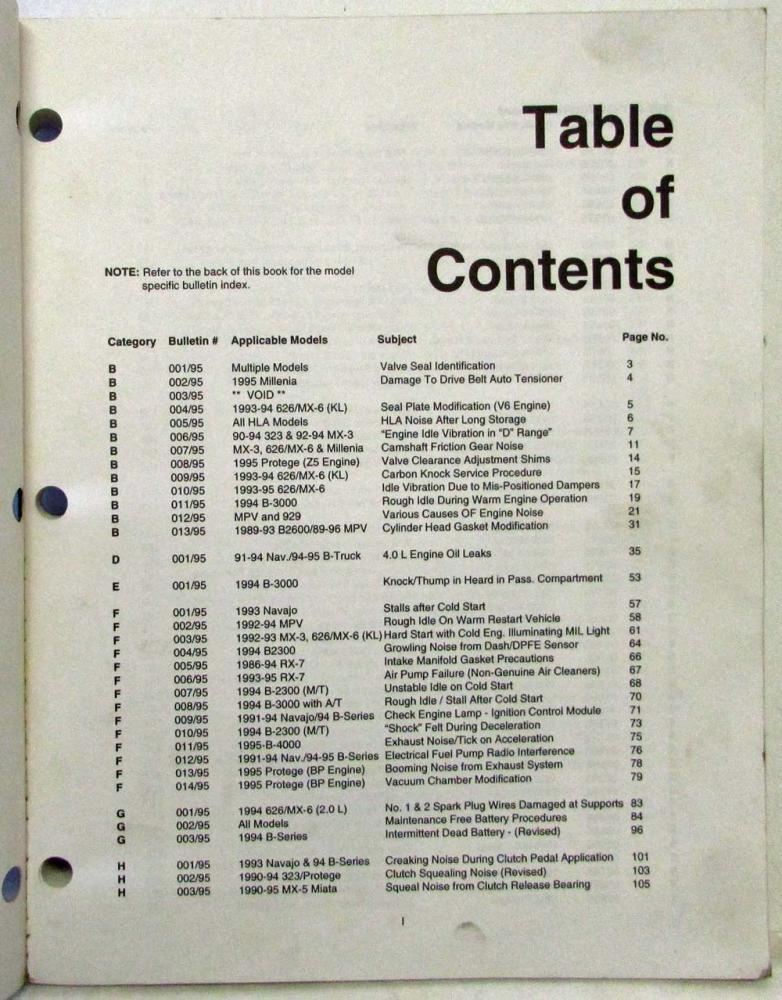 Table
of
Contents
NOTE: Refer to the back of this book for the model
specific bulletin index.
Category Bulletin # Applicable Models Subject Page No.
B 001/95 Multiple Models Valve Seal Identification 3
B 002/95 1995 Millenia Damage To Drive Belt Auto Tensioner 4
B 003/95 ** VOID **
B 004/95 1993-94 626/MX-6 (KL) Seal Plate Modification (V6 Engine) 5
B 005/95 All HLA Models HLA Noise After Long Storage 6
B 006/95 90-94 323 & 92-94 MX-3 "Engine Idle Vibration in "D" Range" 7
B 007/95 MX-3, 626/MX-6 & Millenia Camshaft Friction Gear Noise 11
B 008/95 1995 Protege (Z5 Engine) Valve Clearance Adjustment Shims 14
B 009/95 1993-94 626/MX-6 (KL) Carbon Knock Service Procedure 15
B 010/95 1993-95 626/MX-6 Idle Vibration Due to Mis-Positioned Dampers 17
B 011/95 1994 B-3000 Rough Idle During Warm Engine Operation 19
B 012/95 MPV and 929 Various Causes OF Engine Noise 21
B 013/95 1989-93 B2600/89-96 MPV Cylinder Head Gasket Modification 31
D 001/95 91-94 Nav./94-95 B-Truck 4.0 L Engine Oil Leaks 35
E 001/95 1994 B-3000 Knock/Thump in Heard in Pass. Compartment 53
F 001/95 1993 Navajo Stalls after Cold Start 57
F 002/95 1992-94 MPV Rough Idle On Warm Restart Vehicle 58
F 003/95 1992-93 MX-3, 626/MX-6 (KL) Hard Start with Cold Eng. Illuminating MIL Light 61
F 004/95 1994 B2300 Growling Noise from Dash/DPFE Sensor 64
F 005/95 1986-94 RX-7 Intake Manifold Gasket Precautions 66
F 006/95 1993-95 RX-7 Air Pump Failure (Non-Genuine Air Cleaners) 67
F 007/95 1994 B-2300 (M/T) Unstable Idle on Cold Start 68
F 008/95 1994 B-3000 with A/T Rough Idle / Stall After Cold Start 70
F 009/95 1991-94 Navajo/94 B-Series Check Engine Lamp - Ignition Control Module 71
F 010/95 1994 B-2300 (M/T) "Shock" Felt During Deceleration 73
F 011/95 1995-B-4000 Exhaust Noise/Tick on Acceleration 75
F 012/95 1991-94 Nav./94-95 B-Series Electrical Fuel Pump Radio Interference 76
F 013/95 1995 Protege (BP Engine) Booming Noise from Exhaust System 78
F 014/95 1995 Protege (BP Engine) Vacuum Chamber Modification 79
G 001/95 1994 626/MX-6 (2.0 L) No. 1 & 2 Spark Plug Wires Damaged at Supports 83
G 002/95 All Models Maintenance Free Battery Procedures 84
G 003/95 1994 B-Series Intermittent Dead Battery - (Revised) 96
H 001/95 1993 Navajo & 94 B-Series Creaking Noise During Clutch Pedal Application 101
H 002/95 1990-94 323/Protege Clutch Squealing Noise (Revised) 103
H 003/95 1990-95 MX-5 Miata Squeal Noise from Clutch Release Bearing 105
I